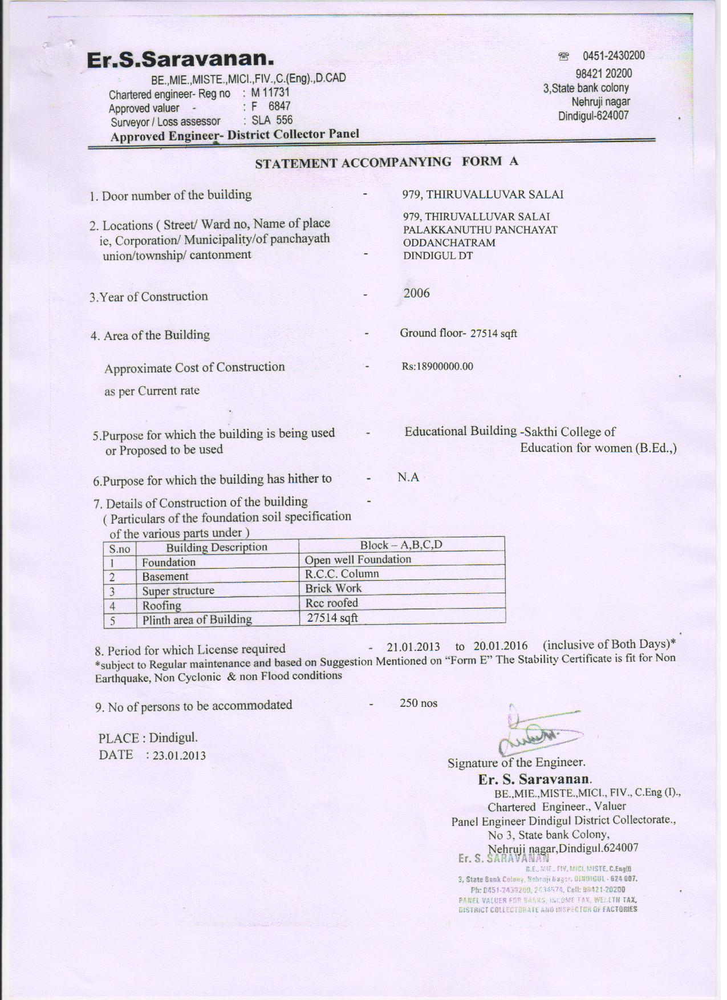 Er.S.Saravanan.
BE.,MIE.,MISTE.,MICI.,FIV.,C.(Eng).,D.CAD
Chartered engineer- Reg no : M 11731
Approved valuer - : F 6847
Surveyor / Loss assessor : SLA 556
Approved Engineer- District Collector Panel
☏ 0451-2430200
98421 20200
3,State bank colony
Nehruji nagar
Dindigul-624007
STATEMENT ACCOMPANYING FORM A
1. Door number of the building - 979, THIRUVALLUVAR SALAI
2. Locations ( Street/ Ward no, Name of place
ie, Corporation/ Municipality/of panchayath
union/township/ cantonment -
979, THIRUVALLUVAR SALAI
PALAKKANUTHU PANCHAYAT
ODDANCHATRAM
DINDIGUL DT
3.Year of Construction - 2006
4. Area of the Building - Ground floor- 27514 sqft
Approximate Cost of Construction - Rs:18900000.00
as per Current rate
5.Purpose for which the building is being used - Educational Building -Sakthi College of
or Proposed to be used Education for women (B.Ed.,)
6.Purpose for which the building has hither to - N.A
7. Details of Construction of the building -
( Particulars of the foundation soil specification
of the various parts under )
S.no Building Description Block – A,B,C,D
1 Foundation Open well Foundation
2 Basement R.C.C. Column
3 Super structure Brick Work
4 Roofing Rcc roofed
5 Plinth area of Building 27514 sqft
8. Period for which License required - 21.01.2013 to 20.01.2016 (inclusive of Both Days)*
*subject to Regular maintenance and based on Suggestion Mentioned on “Form E” The Stability Certificate is fit for Non
Earthquake, Non Cyclonic & non Flood conditions
9. No of persons to be accommodated - 250 nos
PLACE : Dindigul.
DATE : 23.01.2013
Signature of the Engineer.
Er. S. Saravanan.
BE.,MIE.,MISTE.,MICI., FIV., C.Eng (I).,
Chartered Engineer., Valuer
Panel Engineer Dindigul District Collectorate.,
No 3, State bank Colony,
Nehruji nagar,Dindigul.624007
Er. S. SARAVANAN
B.E., MIE., FIV, MICI, MISTE, C.Eng(I)
3, State Bank Colony, Nehruji Nagar, DINDIGUL - 624 007.
Ph: 0451-2430200, Cell: 98421-20200
PANEL VALUER FOR BANKS, INCOME TAX, WEALTH TAX,
DISTRICT COLLECTORATE AND INSPECTOR OF FACTORIES